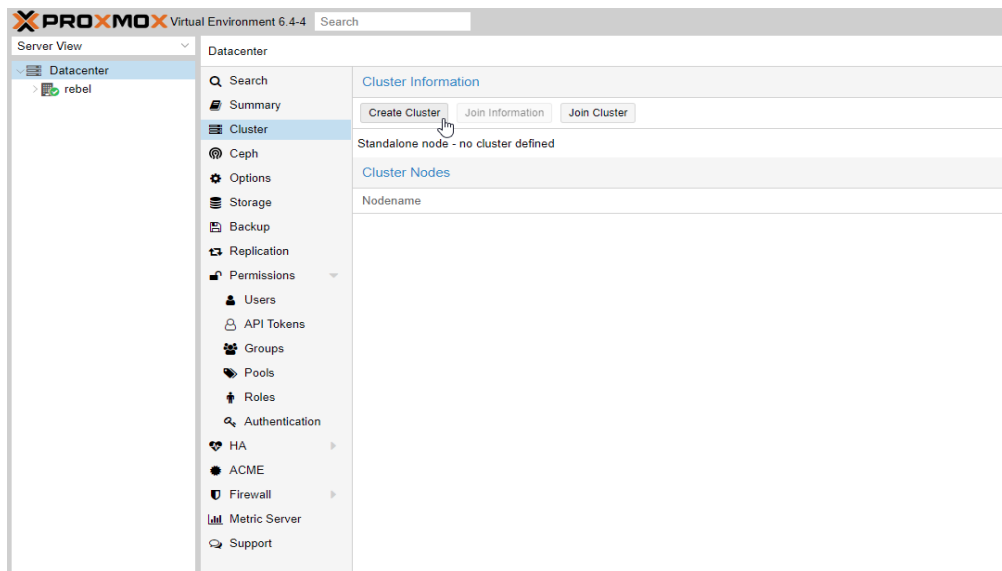 PROXMOX Virtual Environment 6.4-4 Search
Server View
Datacenter
rebel
Datacenter
Search
Summary
Cluster
Ceph
Options
Storage
Backup
Replication
Permissions
Users
API Tokens
Groups
Pools
Roles
Authentication
HA
ACME
Firewall
Metric Server
Support
Cluster Information
Create Cluster Join Information Join Cluster
Standalone node - no cluster defined
Cluster Nodes
Nodename